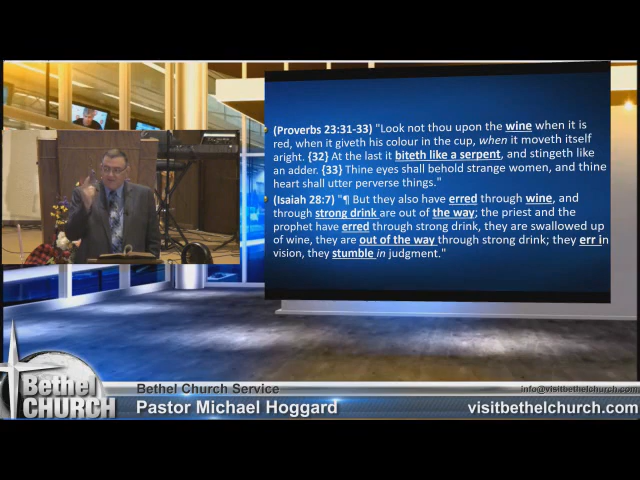 (Proverbs 23:31-33) "Look not thou upon the wine when it is
red, when it giveth his colour in the cup, when it moveth itself
aright. {32} At the last it biteth like a serpent, and stingeth like
an adder. {33} Thine eyes shall behold strange women, and thine
heart shall utter perverse things."
(Isaiah 28:7) "¶ But they also have erred through wine, and
through strong drink are out of the way; the priest and the
prophet have erred through strong drink, they are swallowed up
of wine, they are out of the way through strong drink; they err in
vision, they stumble in judgment."
Bethel
CHURCH
Bethel Church Service
info@visitbethelchurch.com
Pastor Michael Hoggard
visitbethelchurch.com